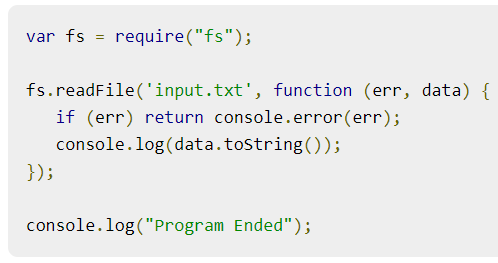 var fs = require("fs");
fs.readFile('input.txt', function (err, data) {
if (err) return console.error(err);
console.log(data.toString());
});
console.log("Program Ended");